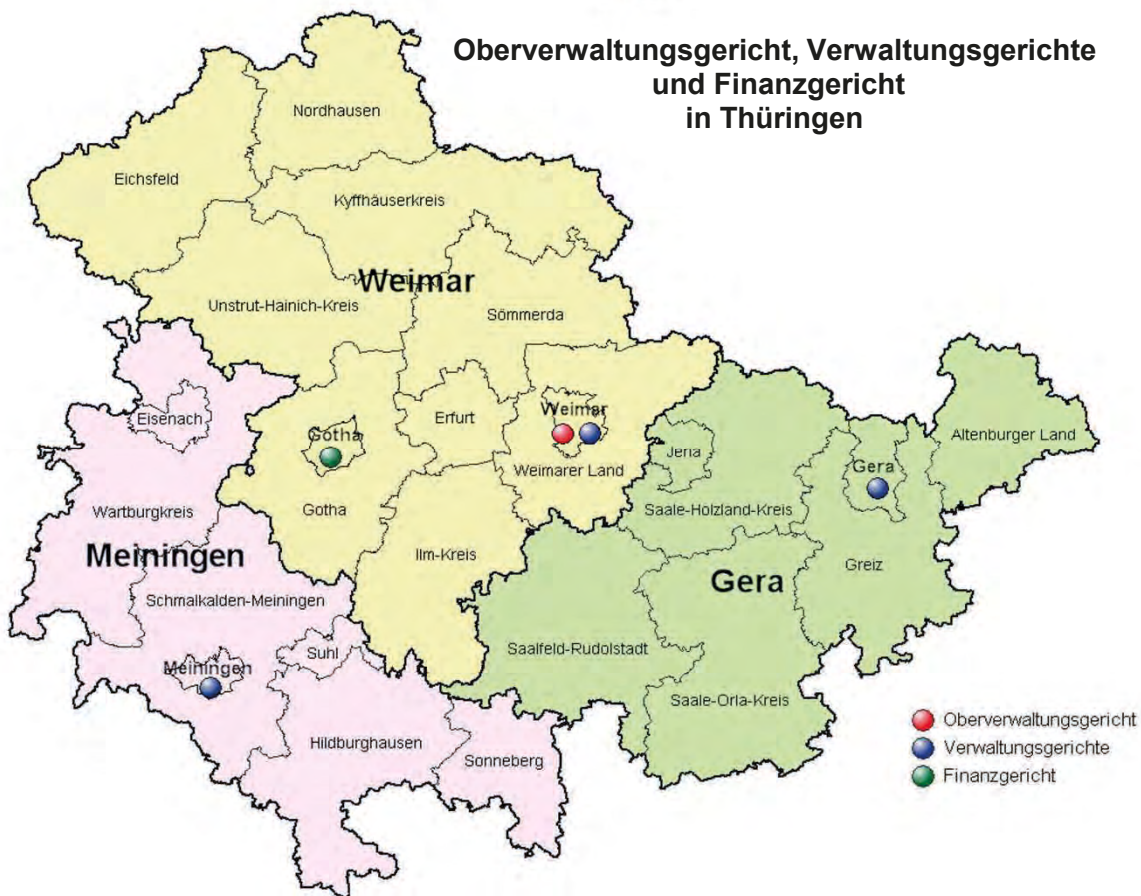 Oberverwaltungsgericht, Verwaltungsgerichte
und Finanzgericht
in Thüringen
Nordhausen
Eichsfeld
Kyffhäuserkreis
Weimar
Unstrut-Hainich-Kreis
Sömmerda
Eisenach
Gotha
Erfurt
Weimar
Weimarer Land
Jena
Gera
Altenburger Land
Wartburgkreis
Gotha
Saale-Holzland-Kreis
Meiningen
Ilm-Kreis
Gera
Greiz
Schmalkalden-Meiningen
Suhl
Meiningen
Saalfeld-Rudolstadt
Saale-Orla-Kreis
Hildburghausen
Sonneberg
Oberverwaltungsgericht
Verwaltungsgerichte
Finanzgericht